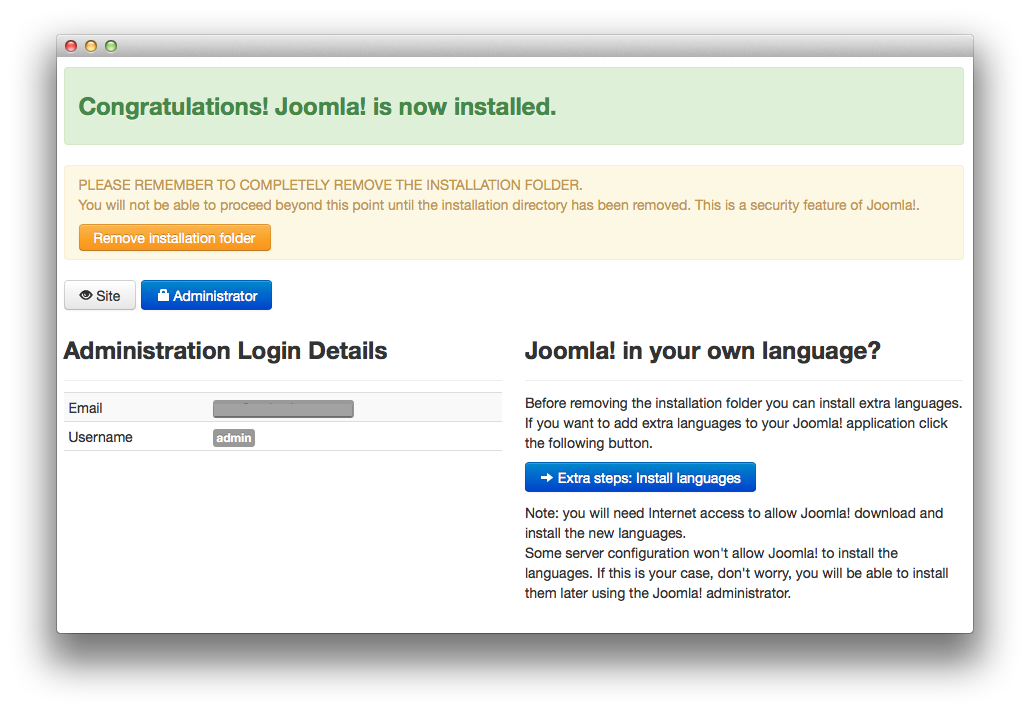 Congratulations! Joomla! is now installed.
PLEASE REMEMBER TO COMPLETELY REMOVE THE INSTALLATION FOLDER.
You will not be able to proceed beyond this point until the installation directory has been removed. This is a security feature of Joomla!.
Remove installation folder
Site
Administrator
Administration Login Details
Email
Username
admin
Joomla! in your own language?
Before removing the installation folder you can install extra languages.
If you want to add extra languages to your Joomla! application click
the following button.
Extra steps: Install languages
Note: you will need Internet access to allow Joomla! download and
install the new languages.
Some server configuration won't allow Joomla! to install the
languages. If this is your case, don't worry, you will be able to install
them later using the Joomla! administrator.